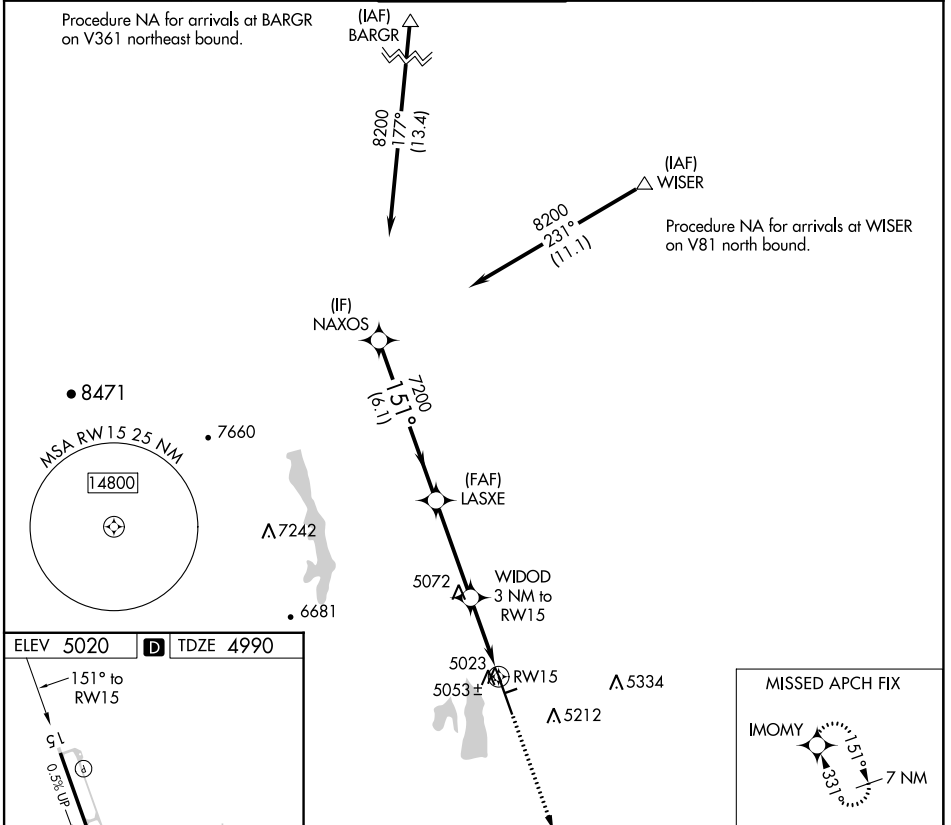 Procedure NA for arrivals at BARGR
on V361 northeast bound.
(IAF)
BARGR
8200
177°
(13.4)
(IAF)
WISER
8200
231°
(11.1)
Procedure NA for arrivals at WISER
on V81 north bound.
(IF)
NAXOS
7200
151°
(6.1)
8471
7660
MSA RW15 25 NM
14800
(FAF)
LASXE
7242
5072
WIDOD
3 NM to
RW15
6681
ELEV 5020
D
TDZE 4990
151° to
RW15
5023
RW15
5053 ±
5334
5212
MISSED APCH FIX
IMOMY
151°
331°
7 NM
15
P
0.5% UP